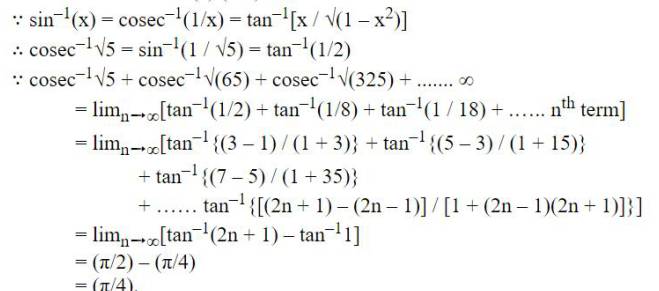 ∵ sin⁻¹(x) = cosec⁻¹(1/x) = tan⁻¹[x / √(1 – x²)]
∴ cosec⁻¹√5 = sin⁻¹(1 / √5) = tan⁻¹(1/2)
∵ cosec⁻¹√5 + cosec⁻¹√(65) + cosec⁻¹√(325) + ....... ∞
= limₙ→∞[tan⁻¹(1/2) + tan⁻¹(1/8) + tan⁻¹(1 / 18) + …… nᵗʰ term]
= limₙ→∞[tan⁻¹{(3 – 1) / (1 + 3)} + tan⁻¹{(5 – 3) / (1 + 15)}
+ tan⁻¹{(7 – 5) / (1 + 35)}
+ …… tan⁻¹{[(2n + 1) – (2n – 1)] / [1 + (2n – 1)(2n + 1)]}]
= limₙ→∞[tan⁻¹(2n + 1) – tan⁻¹1]
= (π/2) – (π/4)
= (π/4).